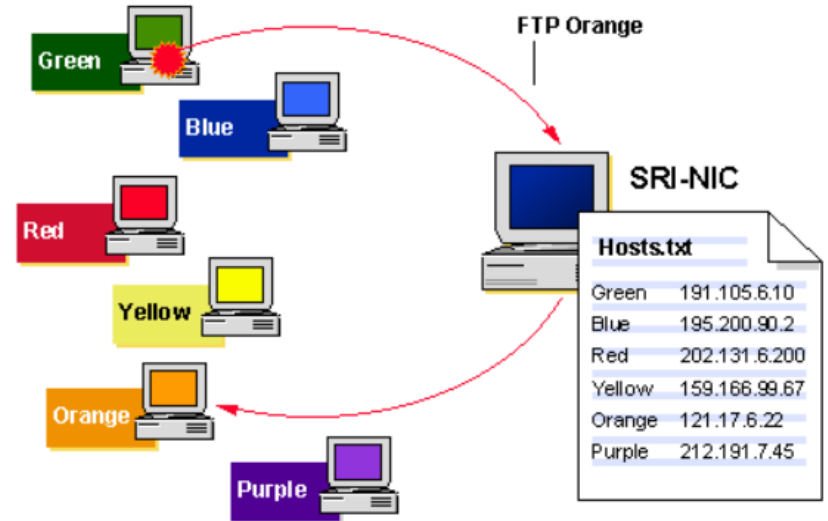 FTP Orange
Green
Blue
SRI-NIC
Red
Hosts.txt
Green 191.105.6.10
Blue 195.200.90.2
Red 202.131.6.200
Yellow 159.166.99.67
Orange 121.17.6.22
Purple 212.191.7.45
Yellow
Orange
Purple